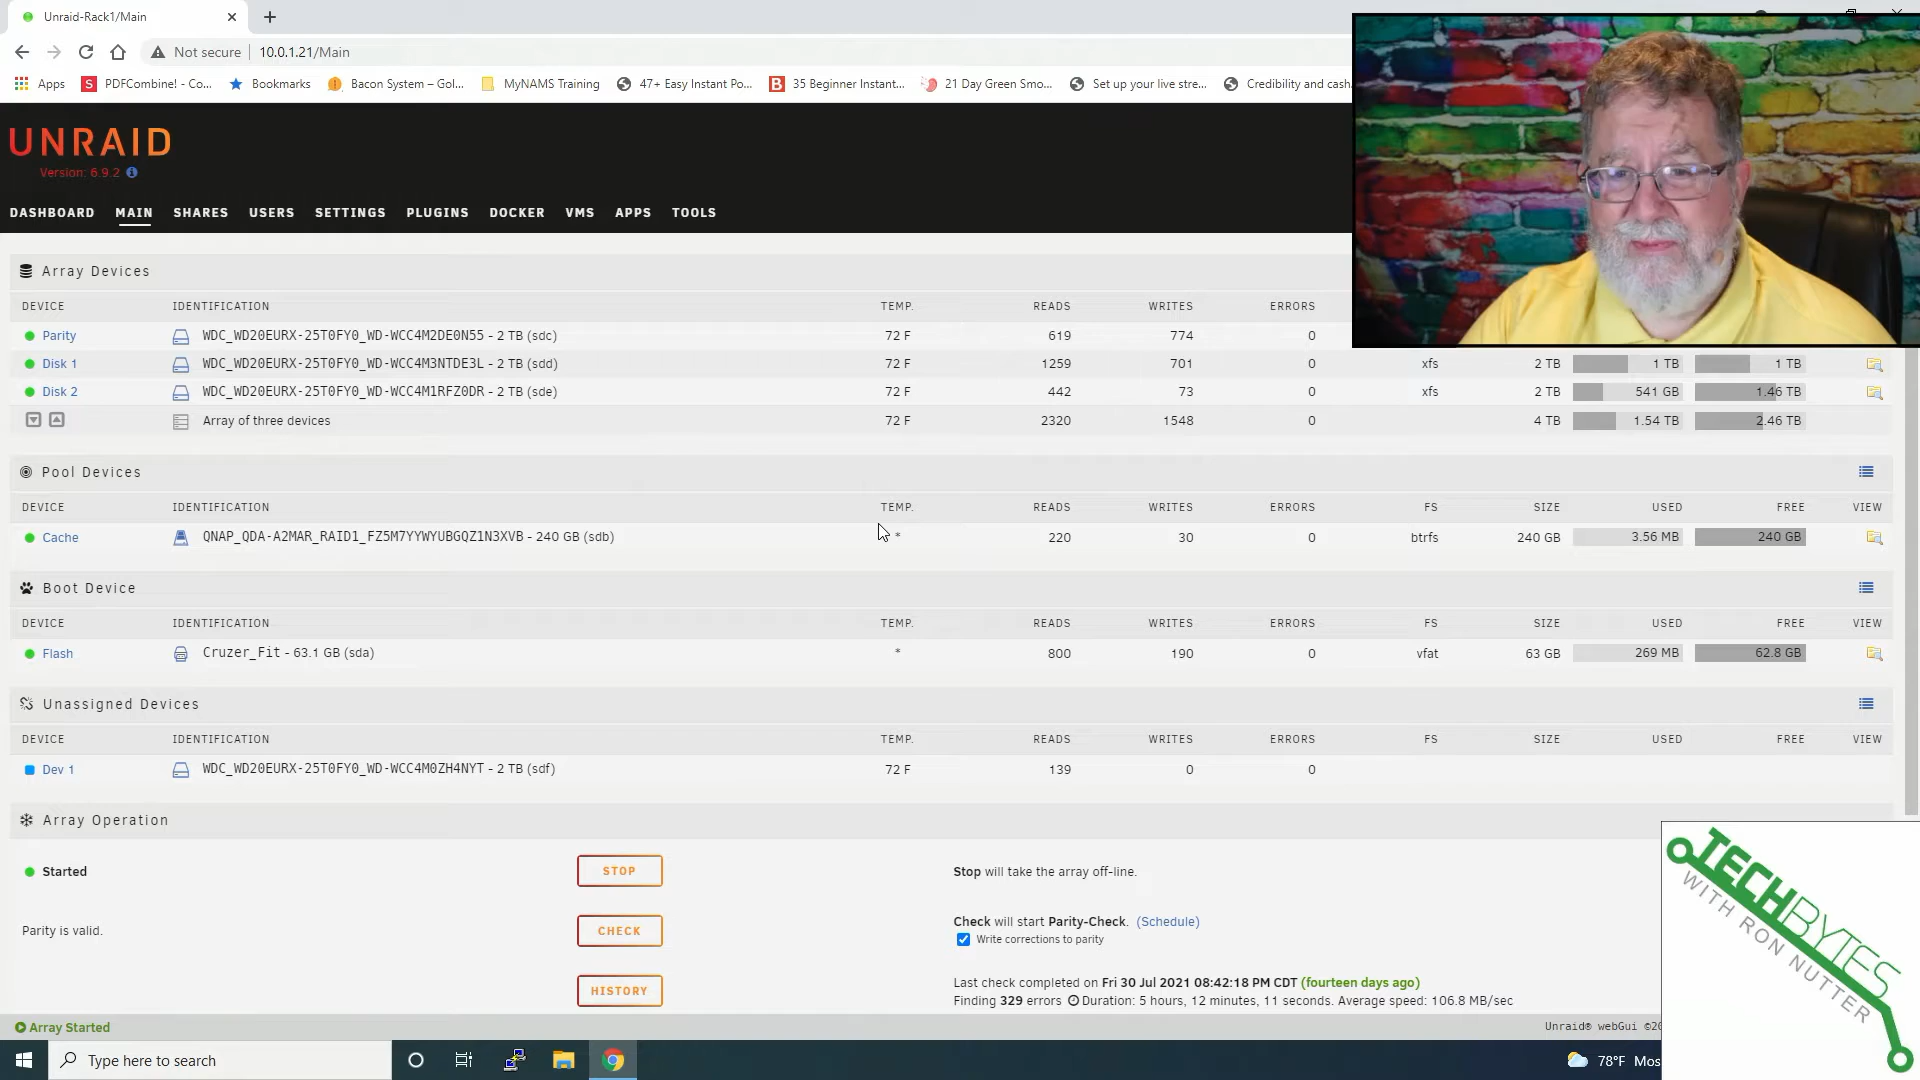 Unraid-Rack1/Main
Not secure 10.0.1.21/Main
Apps PDFCombine! - Co... Bookmarks Bacon System – Gol... MyNAMS Training 47+ Easy Instant Po... 35 Beginner Instant... 21 Day Green Smo... Set up your live stre... Credibility and cash
UNRAID
Version: 6.9.2
DASHBOARD MAIN SHARES USERS SETTINGS PLUGINS DOCKER VMS APPS TOOLS
Array Devices
DEVICE IDENTIFICATION TEMP. READS WRITES ERRORS
Parity WDC_WD20EURX-25T0FY0_WD-WCC4M2DE0N55 - 2 TB (sdc) 72 F 619 774 0
Disk 1 WDC_WD20EURX-25T0FY0_WD-WCC4M3NTDE3L - 2 TB (sdd) 72 F 1259 701 0 xfs 2 TB 1 TB 1 TB
Disk 2 WDC_WD20EURX-25T0FY0_WD-WCC4M1RFZ0DR - 2 TB (sde) 72 F 442 73 0 xfs 2 TB 541 GB 1.46 TB
Array of three devices 72 F 2320 1548 0 4 TB 1.54 TB 2.46 TB
Pool Devices
DEVICE IDENTIFICATION TEMP. READS WRITES ERRORS FS SIZE USED FREE VIEW
Cache QNAP_QDA-A2MAR_RAID1_FZ5M7YYWYUBGQZ1N3XVB - 240 GB (sdb) * 220 30 0 btrfs 240 GB 3.56 MB 240 GB
Boot Device
DEVICE IDENTIFICATION TEMP. READS WRITES ERRORS FS SIZE USED FREE VIEW
Flash Cruzer_Fit - 63.1 GB (sda) * 800 190 0 vfat 63 GB 269 MB 62.8 GB
Unassigned Devices
DEVICE IDENTIFICATION TEMP. READS WRITES ERRORS FS SIZE USED FREE VIEW
Dev 1 WDC_WD20EURX-25T0FY0_WD-WCC4M0ZH4NYT - 2 TB (sdf) 72 F 139 0 0
Array Operation
Started STOP Stop will take the array off-line.
Parity is valid. CHECK Check will start Parity-Check. (Schedule)
Write corrections to parity
HISTORY Last check completed on Fri 30 Jul 2021 08:42:18 PM CDT (fourteen days ago)
Finding 329 errors Duration: 5 hours, 12 minutes, 11 seconds. Average speed: 106.8 MB/sec
TECHBYTES
WITH RON NUTTER
Array Started Unraid® webGui ©20
Type here to search 78°F Mos